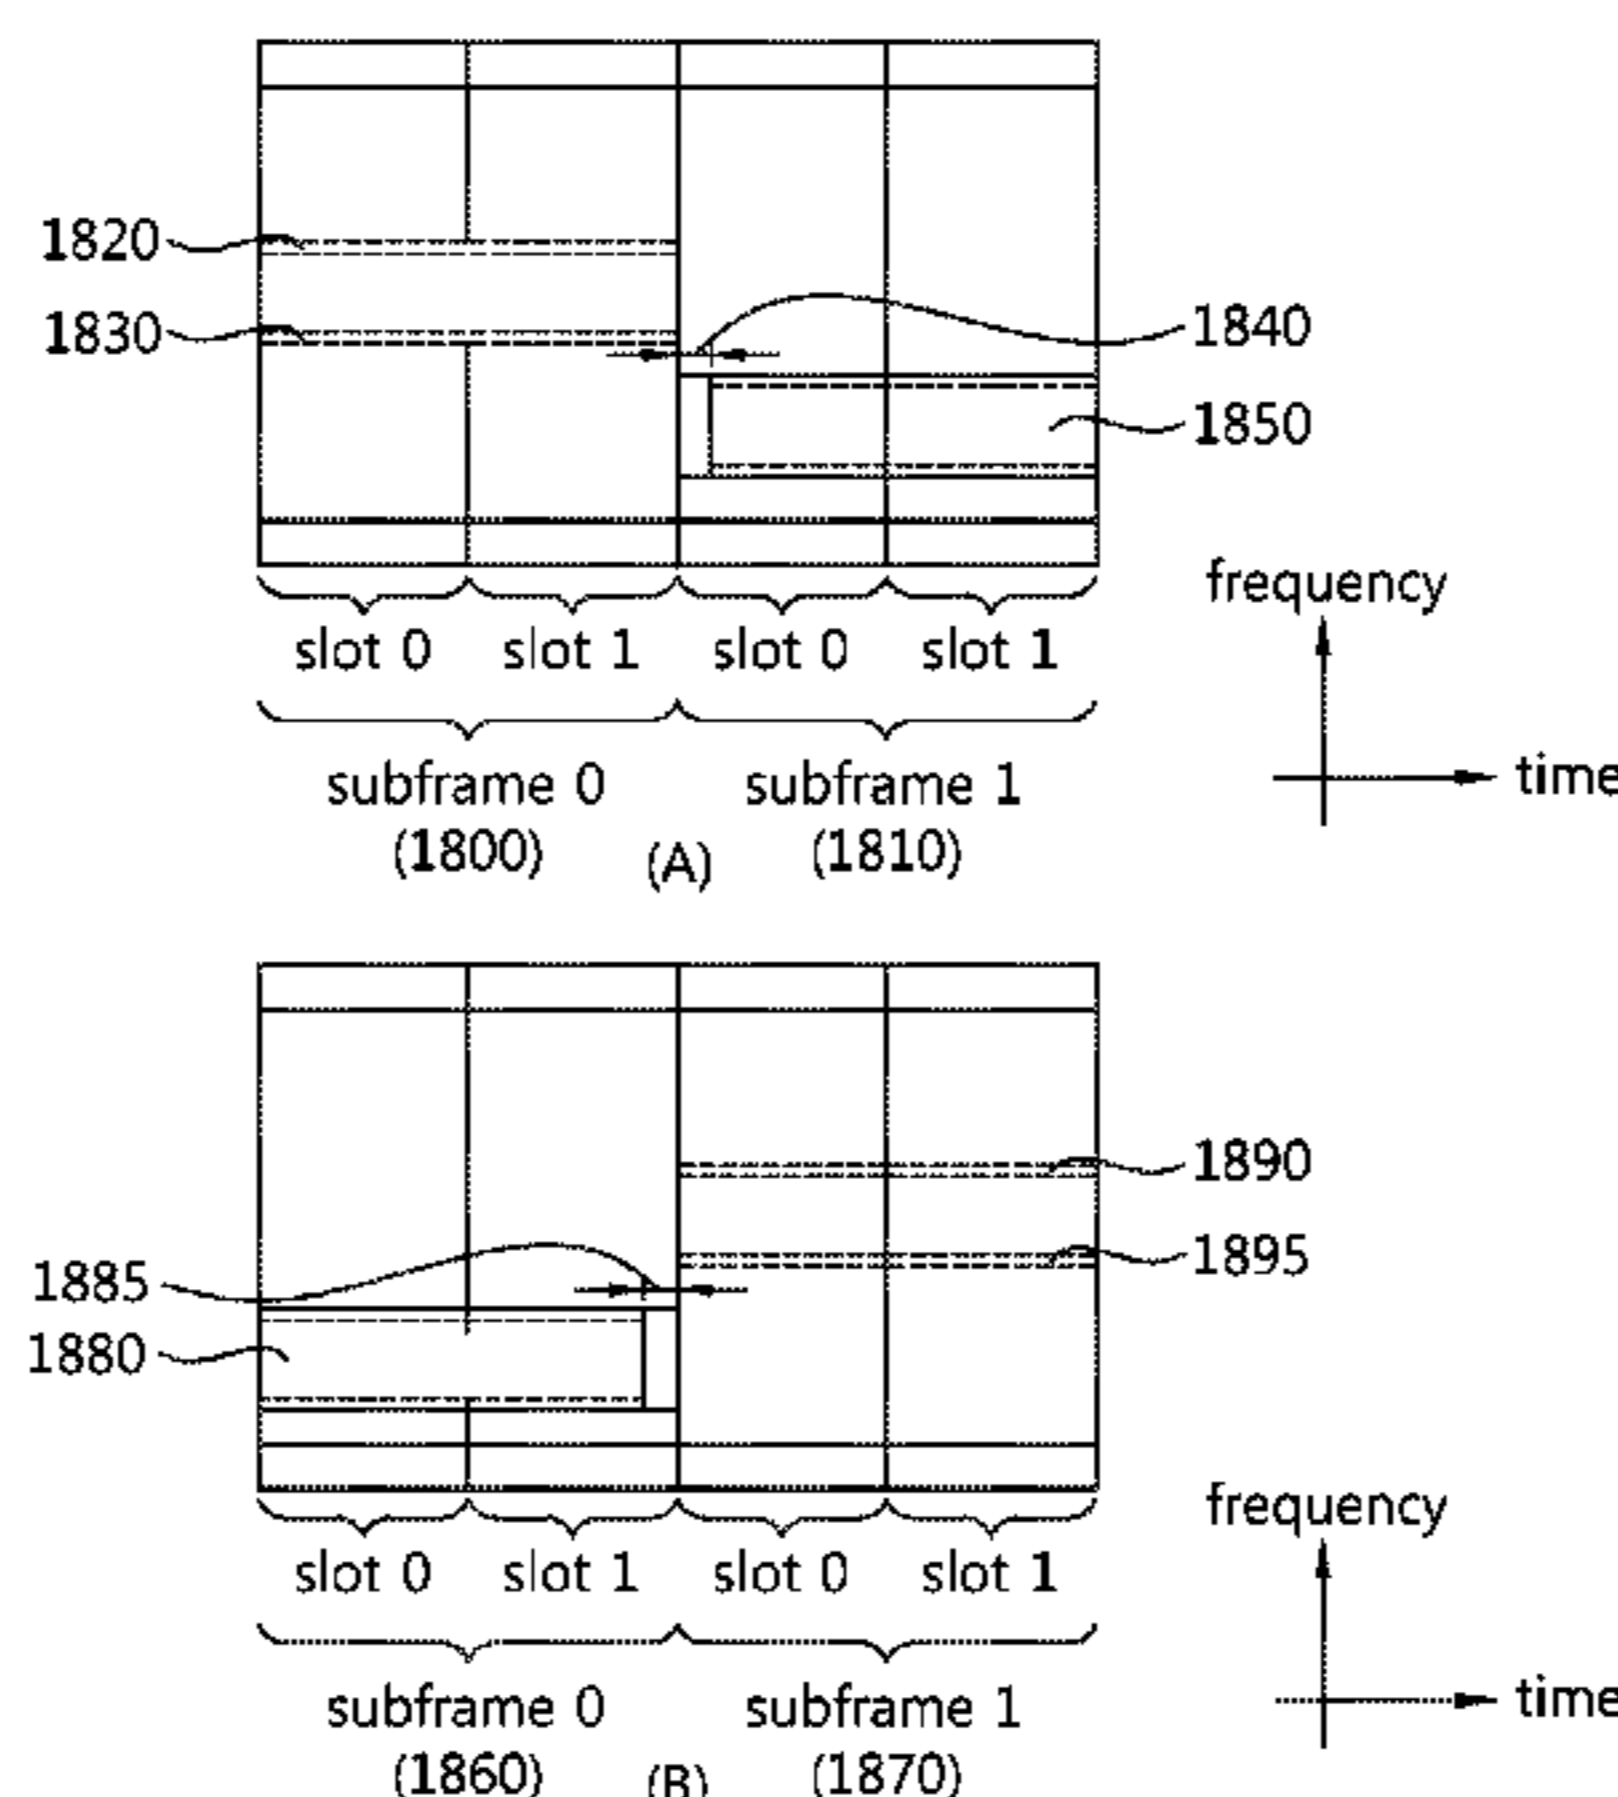 1820
1830
1840
1850
slot 0 slot 1 slot 0 slot 1
frequency
time
subframe 0 subframe 1
(1800) (A) (1810)
1890
1895
1885
1880
slot 0 slot 1 slot 0 slot 1
frequency
time
subframe 0 subframe 1
(1860) (B) (1870)